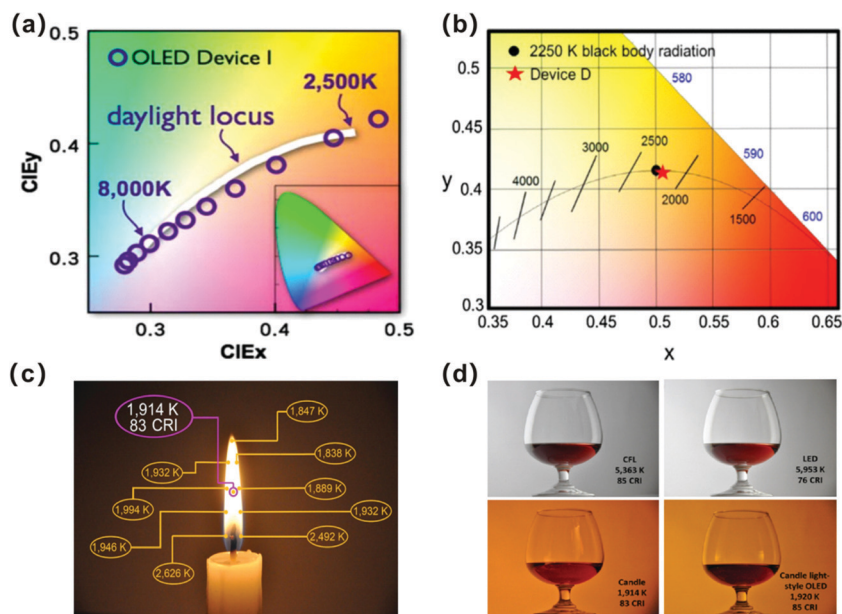 (a)
0.5
OLED Device I
2,500K
daylight locus
CIEy
0.4
8,000K
0.3
0.3
0.4
0.5
CIEx
(b)
0.5
2250 K black body radiation
Device D
580
0.45
590
3000
2500
4000
y
0.4
2000
1500
600
0.35
0.3
0.35
0.4
0.45
0.5
0.55
0.6
0.65
x
(c)
1,914 K
83 CRI
1,847 K
1,838 K
1,932 K
1,889 K
1,994 K
1,932 K
1,946 K
2,492 K
2,626 K
(d)
CFL
5,363 K
85 CRI
LED
5,953 K
76 CRI
Candle
1,914 K
83 CRI
Candle light-
style OLED
1,920 K
85 CRI